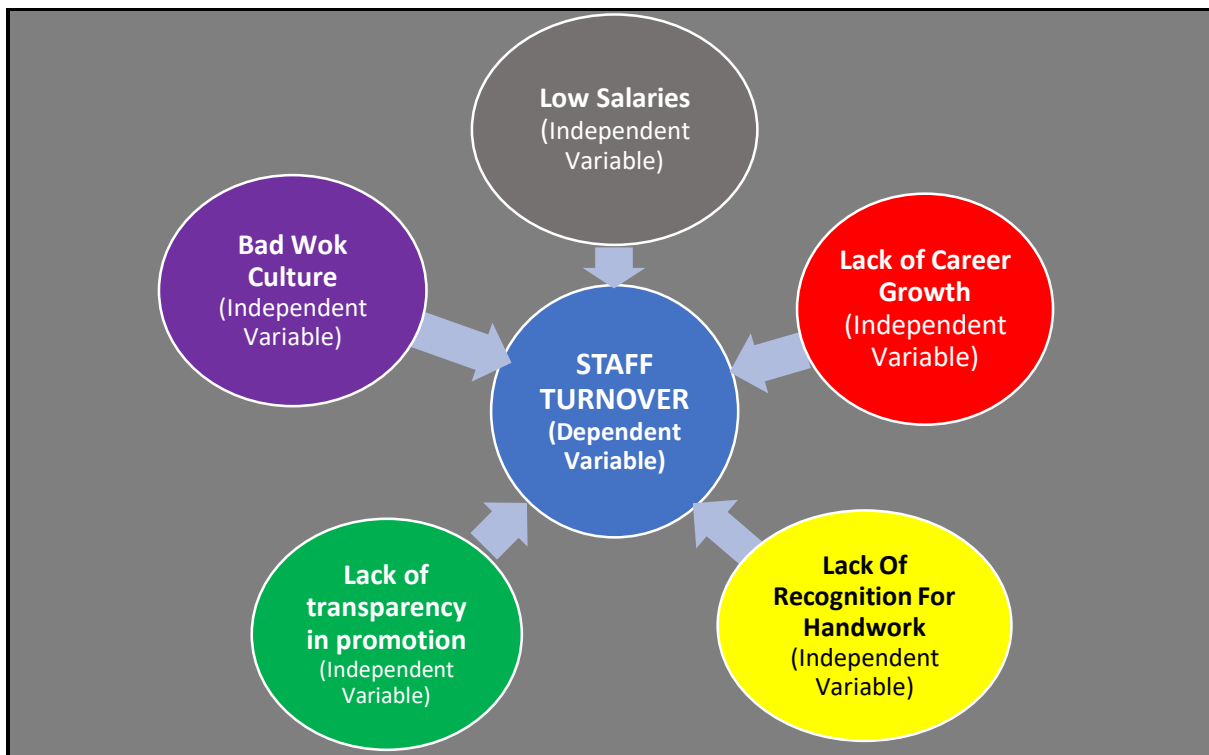 Low Salaries
(Independent
Variable)
Bad Wok
Culture
(Independent
Variable)
Lack of Career
Growth
(Independent
Variable)
STAFF
TURNOVER
(Dependent
Variable)
Lack of
transparency
in promotion
(Independent
Variable)
Lack Of
Recognition For
Handwork
(Independent
Variable)